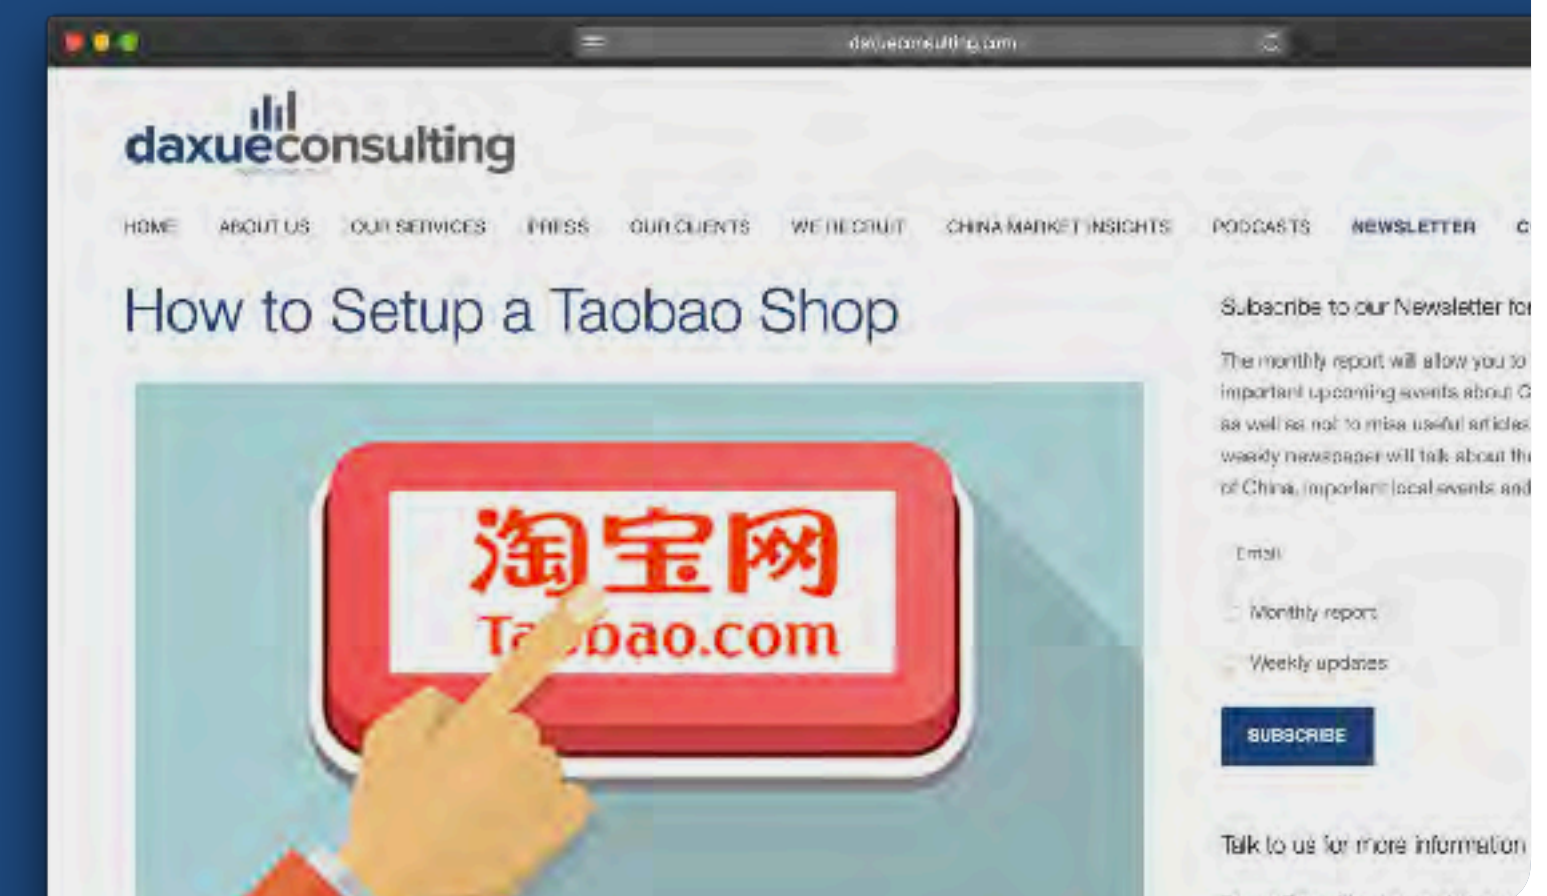 daxueconsulting.com
daxueconsulting
HOME ABOUT US OUR SERVICES PRESS OUR CLIENTS WE RECRUIT CHINA MARKET INSIGHTS PODCASTS NEWSLETTER C
How to Setup a Taobao Shop
淘宝网
Taobao.com
Subscribe to our Newsletter for
The monthly report will allow you to
important upcoming events about C
as well as not to miss useful articles.
weekly newspaper will talk about the
of China, important local events and
Email
Monthly report
Weekly updates
SUBSCRIBE
Talk to us for more information